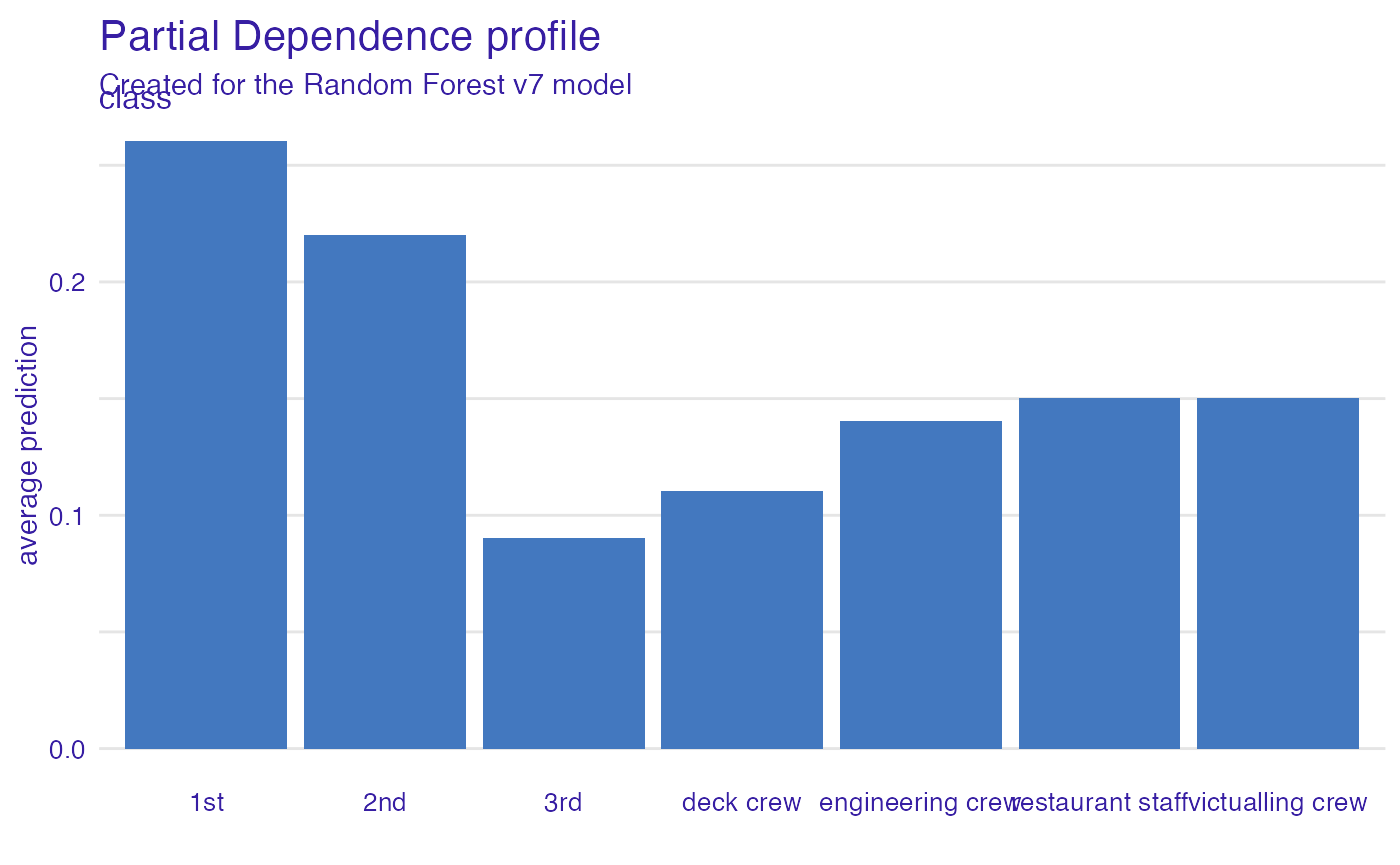 Partial Dependence profile
Created for the Random Forest v7 model
class
average prediction
0.2
0.1
0.0
1st 2nd 3rd deck crew engineering crew restaurant staff victualling crew